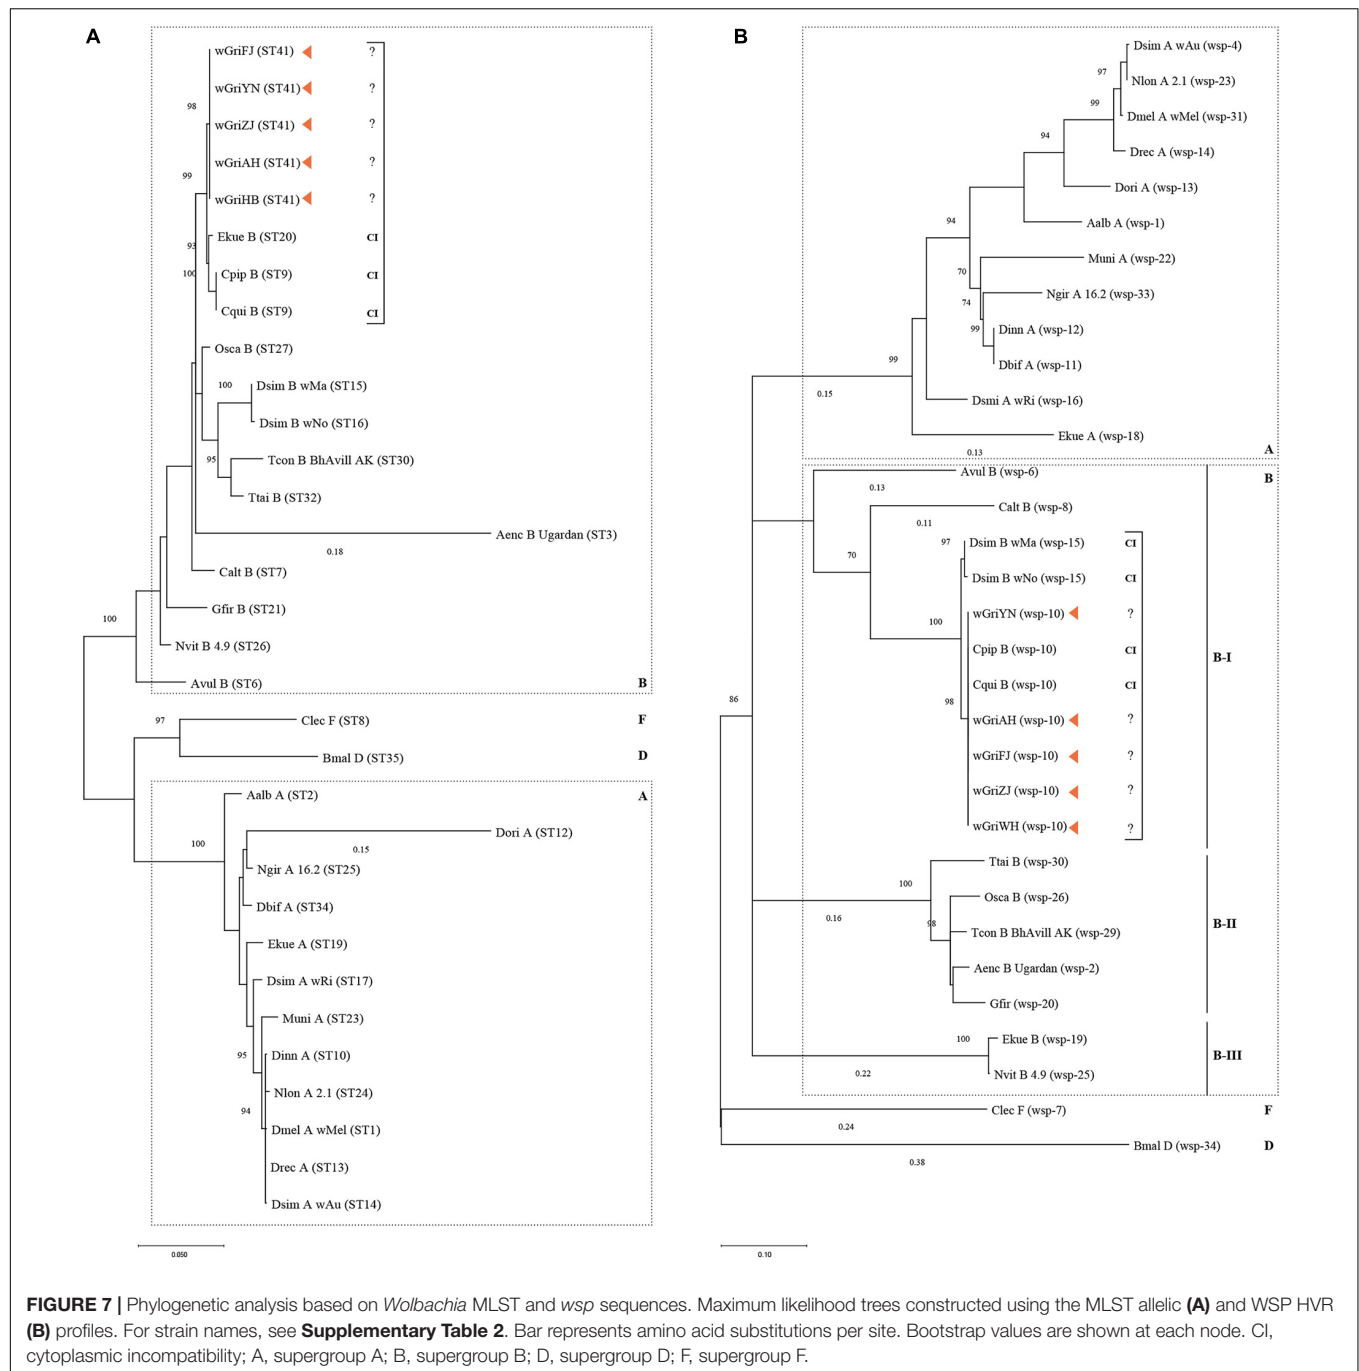 A
wGriFJ (ST41) ?
98
wGriYN (ST41) ?
wGriZJ (ST41) ?
wGriAH (ST41) ?
99
wGriHB (ST41) ?
93
Ekue B (ST20) CI
100
Cpip B (ST9) CI
Cqui B (ST9) CI
Osca B (ST27)
100
Dsim B wMa (ST15)
Dsim B wNo (ST16)
95
Tcon B BhAvill AK (ST30)
Ttai B (ST32)
Aenc B Ugardan (ST3)
0.18
Calt B (ST7)
Gfir B (ST21)
100
Nvit B 4.9 (ST26)
Avul B (ST6)
B
97
Clec F (ST8) F
Bmal D (ST35) D
Aalb A (ST2) A
100
Dori A (ST12)
0.15
Ngir A 16.2 (ST25)
Dbif A (ST34)
Ekue A (ST19)
Dsim A wRi (ST17)
Muni A (ST23)
95
Dinn A (ST10)
Nlon A 2.1 (ST24)
94
Dmel A wMel (ST1)
Drec A (ST13)
Dsim A wAu (ST14)
0.050
B
Dsim A wAu (wsp-4)
97
Nlon A 2.1 (wsp-23)
99
Dmel A wMel (wsp-31)
94
Drec A (wsp-14)
Dori A (wsp-13)
94
Aalb A (wsp-1)
Muni A (wsp-22)
70
Ngir A 16.2 (wsp-33)
74
99
Dinn A (wsp-12)
Dbif A (wsp-11)
99
0.15
Dsmi A wRi (wsp-16)
Ekue A (wsp-18)
0.13
A
Avul B (wsp-6)
B
0.13
Calt B (wsp-8)
0.11
97
Dsim B wMa (wsp-15) CI
70
Dsim B wNo (wsp-15) CI
100
wGriYN (wsp-10) ?
Cpip B (wsp-10) CI
B-I
Cqui B (wsp-10) CI
98
86
wGriAH (wsp-10) ?
wGriFJ (wsp-10) ?
wGriZJ (wsp-10) ?
wGriWH (wsp-10) ?
Ttai B (wsp-30)
100
Osca B (wsp-26)
0.16
98
B-II
Tcon B BhAvill AK (wsp-29)
Aenc B Ugardan (wsp-2)
Gfir (wsp-20)
100
Ekue B (wsp-19)
B-III
0.22
Nvit B 4.9 (wsp-25)
Clec F (wsp-7) F
0.24
Bmal D (wsp-34) D
0.38
0.10
FIGURE 7 | Phylogenetic analysis based on Wolbachia MLST and wsp sequences. Maximum likelihood trees constructed using the MLST allelic (A) and WSP HVR
(B) profiles. For strain names, see Supplementary Table 2. Bar represents amino acid substitutions per site. Bootstrap values are shown at each node. CI,
cytoplasmic incompatibility; A, supergroup A; B, supergroup B; D, supergroup D; F, supergroup F.